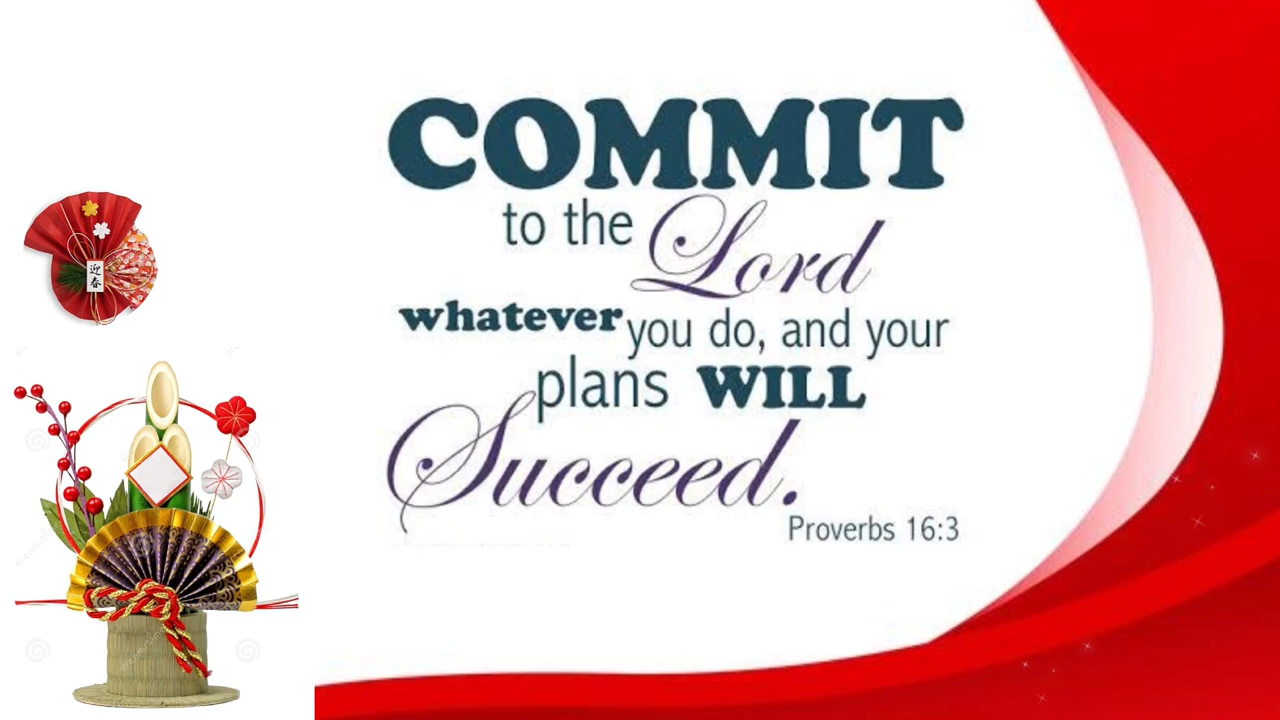 COMMIT
to the Lord
whatever you do, and your
plans WILL
Succeed.
Proverbs 16:3
迎
春